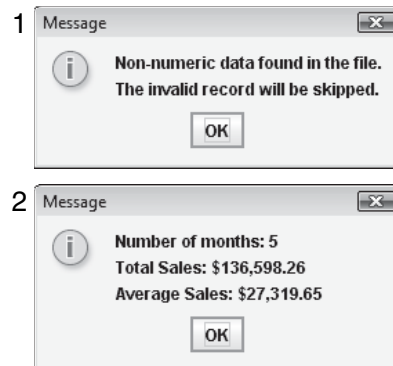 1 Message
Non-numeric data found in the file.
The invalid record will be skipped.
OK
2 Message
Number of months: 5
Total Sales: $136,598.26
Average Sales: $27,319.65
OK